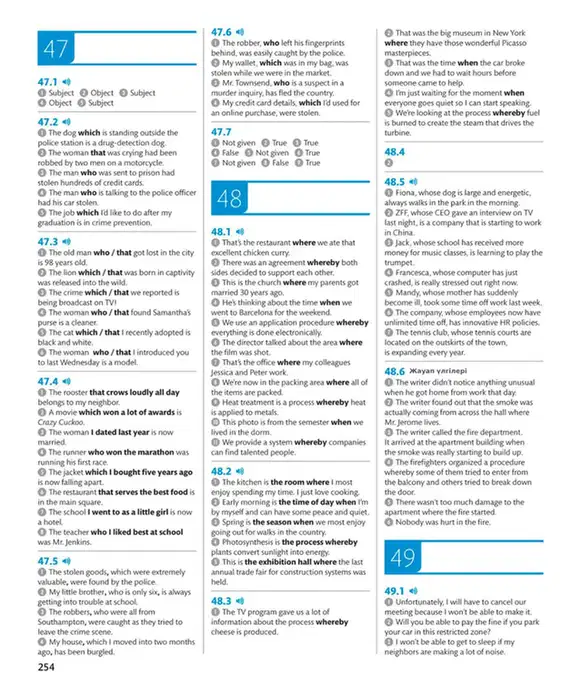 47
47.1
1 Subject 2 Object 3 Subject
4 Object 5 Subject
47.2
1 The dog which is standing outside the
police station is a drug-detection dog.
2 The woman that was crying had been
robbed by two men on a motorcycle.
3 The man who was sent to prison had
stolen hundreds of credit cards.
4 The man who is talking to the police officer
had his car stolen.
5 The job which I'd like to do after my
graduation is in crime prevention.
47.3
1 The old man who / that got lost in the city
is 98 years old.
2 The lion which / that was born in captivity
was released into the wild.
3 The crime which / that we reported is
being broadcast on TV!
4 The woman who / that found Samantha's
purse is a cleaner.
5 The cat which / that I recently adopted is
black and white.
6 The woman who / that I introduced you
to last Wednesday is a model.
47.4
1 The rooster that crows loudly all day
belongs to my neighbor.
2 A movie which won a lot of awards is
Crazy Cuckoo.
3 The woman I dated last year is now
married.
4 The runner who won the marathon was
running his first race.
5 The jacket which I bought five years ago
is now falling apart.
6 The restaurant that serves the best food is
in the main square.
7 The school I went to as a little girl is now
a hotel.
8 The teacher who I liked best at school
was Mr. Jenkins.
47.5
1 The stolen goods, which were extremely
valuable, were found by the police.
2 My little brother, who is only six, is always
getting into trouble at school.
3 The robbers, who were all from
Southampton, were caught as they tried to
leave the crime scene.
4 My house, which I moved into two months
ago, has been burgled.
254
47.6
1 The robber, who left his fingerprints
behind, was easily caught by the police.
2 My wallet, which was in my bag, was
stolen while we were in the market.
3 Mr. Townsend, who is a suspect in a
murder inquiry, has fled the country.
4 My credit card details, which I'd used for
an online purchase, were stolen.
47.7
1 Not given 2 True 3 True
4 False 5 Not given 6 True
7 Not given 8 False 9 True
48
48.1
1 That's the restaurant where we ate that
excellent chicken curry.
2 There was an agreement whereby both
sides decided to support each other.
3 This is the church where my parents got
married 30 years ago.
4 He's thinking about the time when we
went to Barcelona for the weekend.
5 We use an application procedure whereby
everything is done electronically.
6 The director talked about the area where
the film was shot.
7 That's the office where my colleagues
Jessica and Peter work.
8 We're now in the packing area where all of
the items are packed.
9 Heat treatment is a process whereby heat
is applied to metals.
10 This photo is from the semester when we
lived in the dorm.
11 We provide a system whereby companies
can find talented people.
48.2
1 The kitchen is the room where I most
enjoy spending my time. I just love cooking.
2 Early morning is the time of day when I'm
by myself and can have some peace and quiet.
3 Spring is the season when we most enjoy
going out for walks in the country.
4 Photosynthesis is the process whereby
plants convert sunlight into energy.
5 This is the exhibition hall where the last
annual trade fair for construction systems was
held.
48.3
1 The TV program gave us a lot of
information about the process whereby
cheese is produced.
2 That was the big museum in New York
where they have those wonderful Picasso
masterpieces.
3 That was the time when the car broke
down and we had to wait hours before
someone came to help.
4 I'm just waiting for the moment when
everyone goes quiet so I can start speaking.
5 We're looking at the process whereby fuel
is burned to create the steam that drives the
turbine.
48.4
2
48.5
1 Fiona, whose dog is large and energetic,
always walks in the park in the morning.
2 ZFF, whose CEO gave an interview on TV
last night, is a company that is starting to work
in China.
3 Jack, whose school has received more
money for music classes, is learning to play the
trumpet.
4 Francesca, whose computer has just
crashed, is really stressed out right now.
5 Mandy, whose mother has suddenly
become ill, took some time off work last week.
6 The company, whose employees now have
unlimited time off, has innovative HR policies.
7 The tennis club, whose tennis courts are
located on the outskirts of the town,
is expanding every year.
48.6 Жауап үлгілері
1 The writer didn't notice anything unusual
when he got home from work that day.
2 The writer found out that the smoke was
actually coming from across the hall where
Mr. Jerome lives.
3 The writer called the fire department.
It arrived at the apartment building when
the smoke was really starting to build up.
4 The firefighters organized a procedure
whereby some of them tried to enter from
the balcony and others tried to break down
the door.
5 There wasn't too much damage to the
apartment where the fire started.
6 Nobody was hurt in the fire.
49
49.1
1 Unfortunately, I will have to cancel our
meeting because I won't be able to make it.
2 Will you be able to pay the fine if you park
your car in this restricted zone?
3 I won't be able to get to sleep if my
neighbors are making a lot of noise.